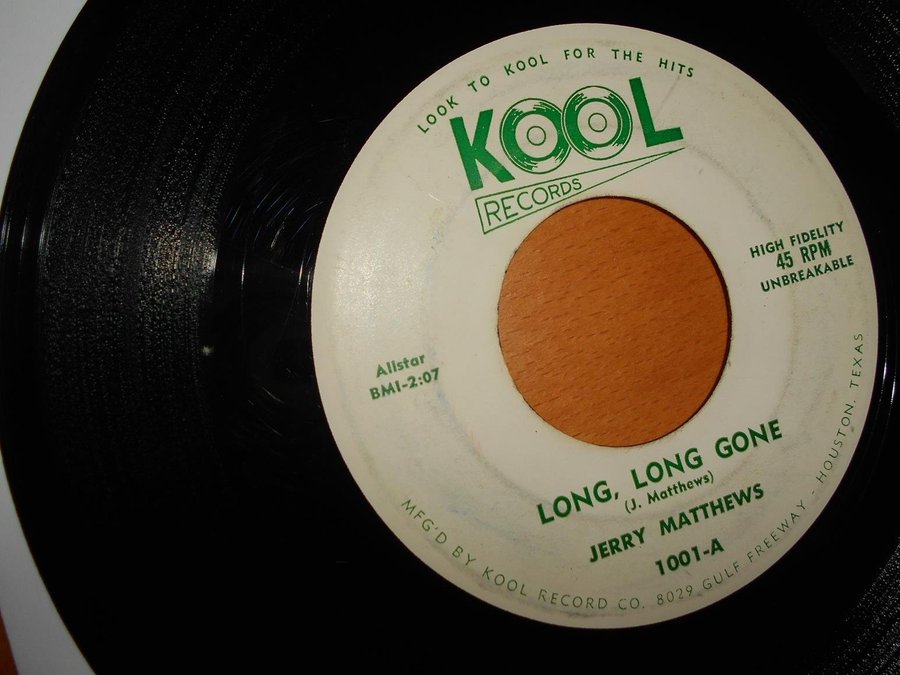 LOOK TO KOOL FOR THE HITS
KOOL
RECORDS
HIGH FIDELITY
45 RPM
UNBREAKABLE
Allstar
BMI-2:07
LONG, LONG GONE
(J. Matthews)
JERRY MATTHEWS
1001-A
MFG'D BY KOOL RECORD CO. 8029 GULF FREEWAY - HOUSTON, TEXAS